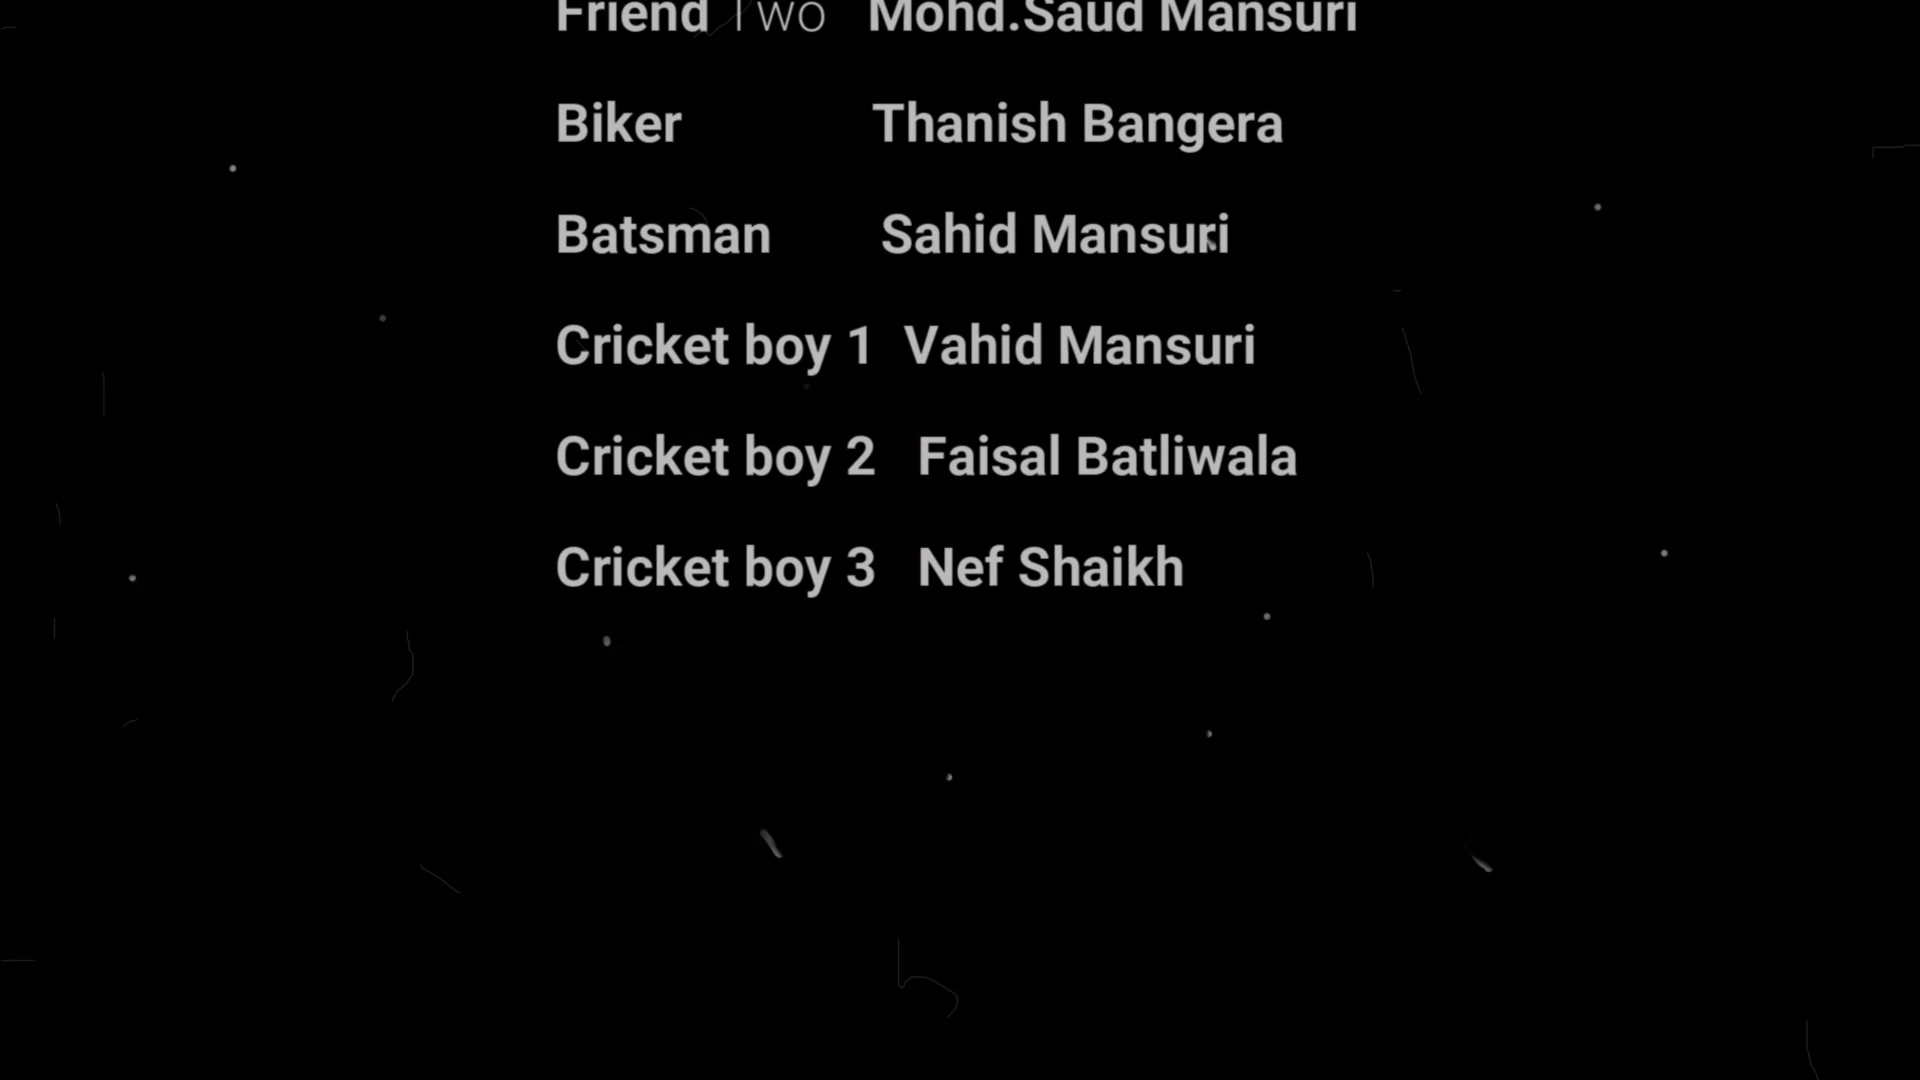 Friend Two Mohd.Saud Mansuri
Biker Thanish Bangera
Batsman Sahid Mansuri
Cricket boy 1 Vahid Mansuri
Cricket boy 2 Faisal Batliwala
Cricket boy 3 Nef Shaikh